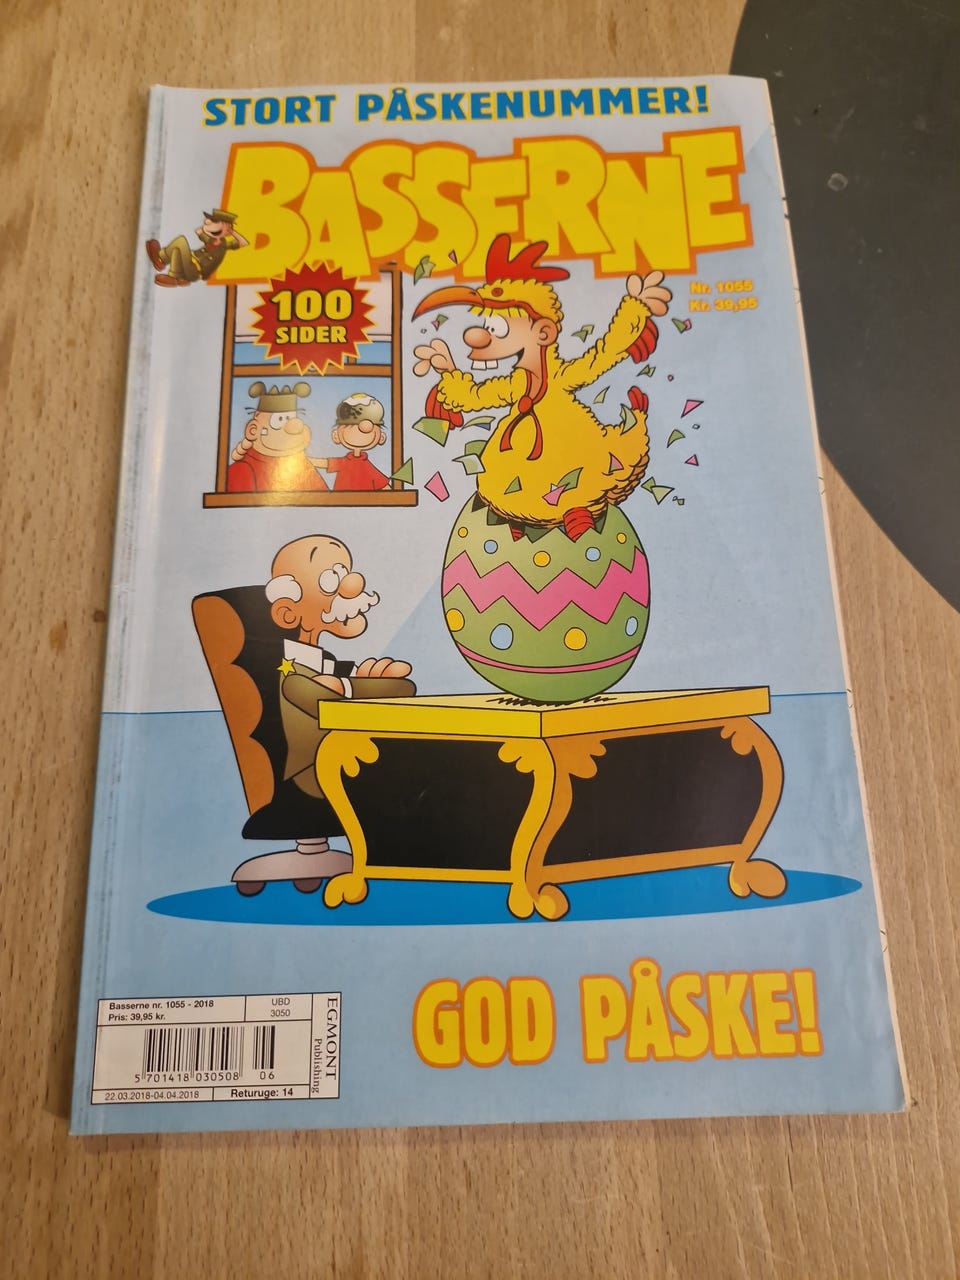 STORT PÅSKENUMMER!
BASSERNE
Nr. 1055
Kr. 39,95
100
SIDER
GOD PÅSKE!
Basserne nr. 1055 - 2018
Pris: 39,95 kr.
UBD
3050
EGMONT
Publishing
5 701418 030508 06
22.03.2018-04.04.2018
Returuge: 14